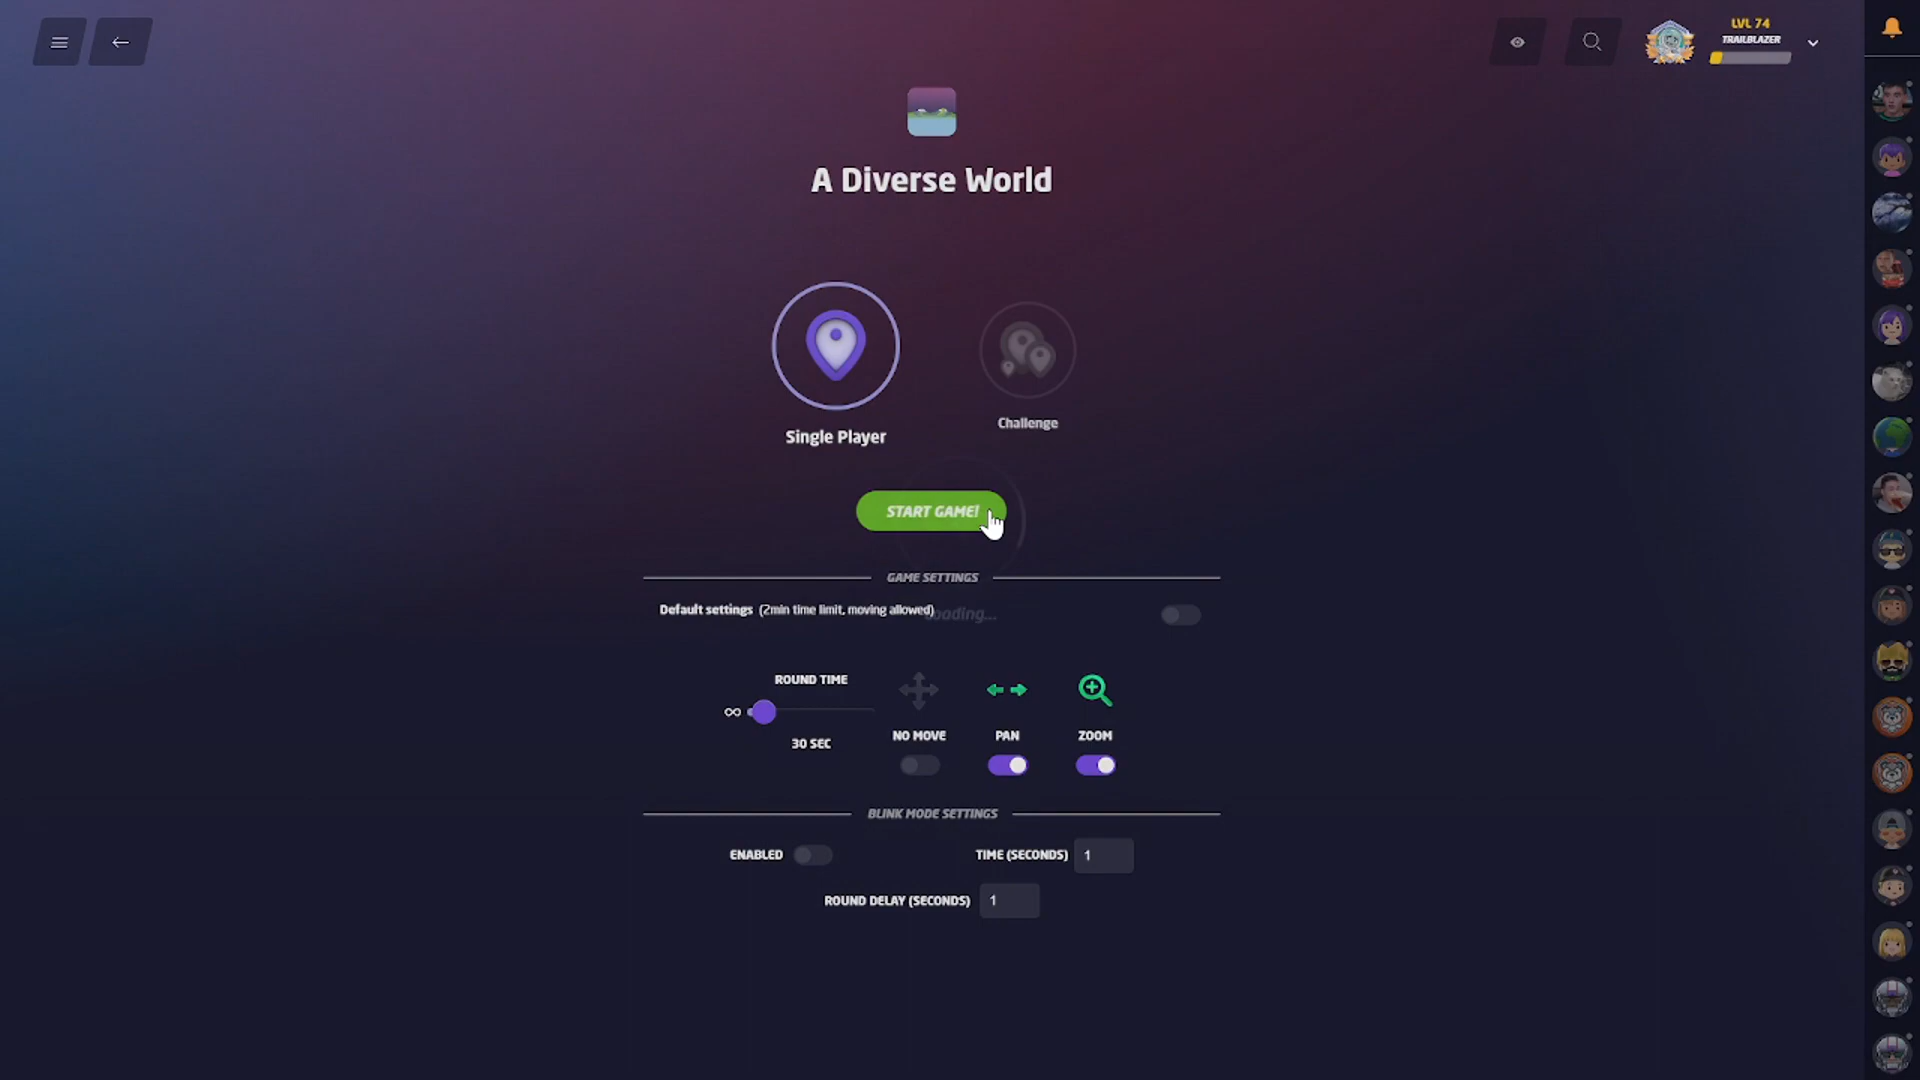 LVL 74
TRAILBLAZER
A Diverse World
Single Player
Challenge
START GAME!
GAME SETTINGS
Default settings (2min time limit, moving allowed)
Loading...
ROUND TIME
∞
30 SEC
NO MOVE
PAN
ZOOM
BLINK MODE SETTINGS
ENABLED
TIME (SECONDS) 1
ROUND DELAY (SECONDS) 1